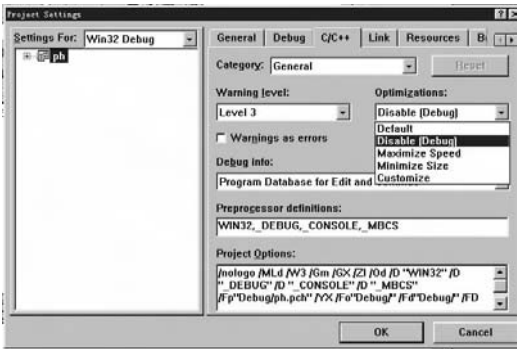 Project Settings
Settings For: Win32 Debug
ph
General Debug C/C++ Link Resources
Category: General Reset
Warning level: Optimizations:
Level 3 Disable (Debug)
Default
Disable (Debug)
Maximize Speed
Minimize Size
Customize
Warnings as errors
Debug info:
Program Database for Edit and
Preprocessor definitions:
WIN32,_DEBUG,_CONSOLE,_MBCS
Project Options:
/nologo /MLd /W3 /Gm /GX /ZI /Od /D "WIN32" /D
"_DEBUG" /D "_CONSOLE" /D "_MBCS"
/Fp"Debug/ph.pch" /YX /Fo"Debug/" /Fd"Debug/" /FD
OK Cancel